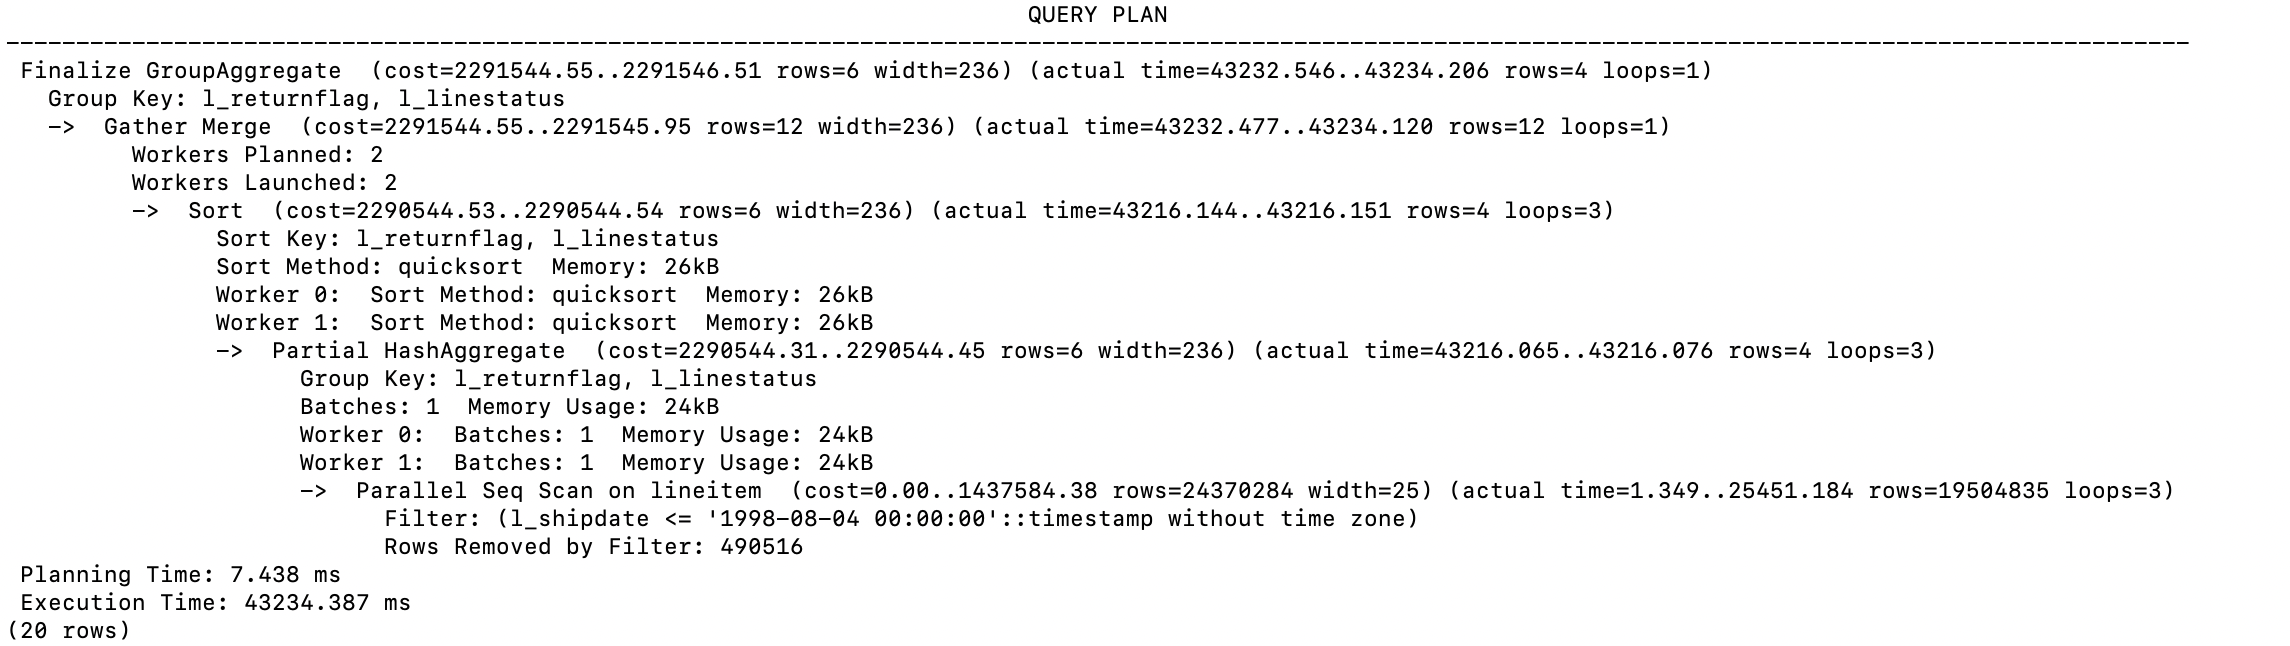 QUERY PLAN
------------------------------------------------------------------------------------------------------------------------------------------------------------
 Finalize GroupAggregate  (cost=2291544.55..2291546.51 rows=6 width=236) (actual time=43232.546..43234.206 rows=4 loops=1)
   Group Key: l_returnflag, l_linestatus
   ->  Gather Merge  (cost=2291544.55..2291545.95 rows=12 width=236) (actual time=43232.477..43234.120 rows=12 loops=1)
         Workers Planned: 2
         Workers Launched: 2
         ->  Sort  (cost=2290544.53..2290544.54 rows=6 width=236) (actual time=43216.144..43216.151 rows=4 loops=3)
               Sort Key: l_returnflag, l_linestatus
               Sort Method: quicksort  Memory: 26kB
               Worker 0:  Sort Method: quicksort  Memory: 26kB
               Worker 1:  Sort Method: quicksort  Memory: 26kB
               ->  Partial HashAggregate  (cost=2290544.31..2290544.45 rows=6 width=236) (actual time=43216.065..43216.076 rows=4 loops=3)
                     Group Key: l_returnflag, l_linestatus
                     Batches: 1  Memory Usage: 24kB
                     Worker 0:  Batches: 1  Memory Usage: 24kB
                     Worker 1:  Batches: 1  Memory Usage: 24kB
                     ->  Parallel Seq Scan on lineitem  (cost=0.00..1437584.38 rows=24370284 width=25) (actual time=1.349..25451.184 rows=19504835 loops=3)
                           Filter: (l_shipdate <= '1998-08-04 00:00:00'::timestamp without time zone)
                           Rows Removed by Filter: 490516
 Planning Time: 7.438 ms
 Execution Time: 43234.387 ms
(20 rows)